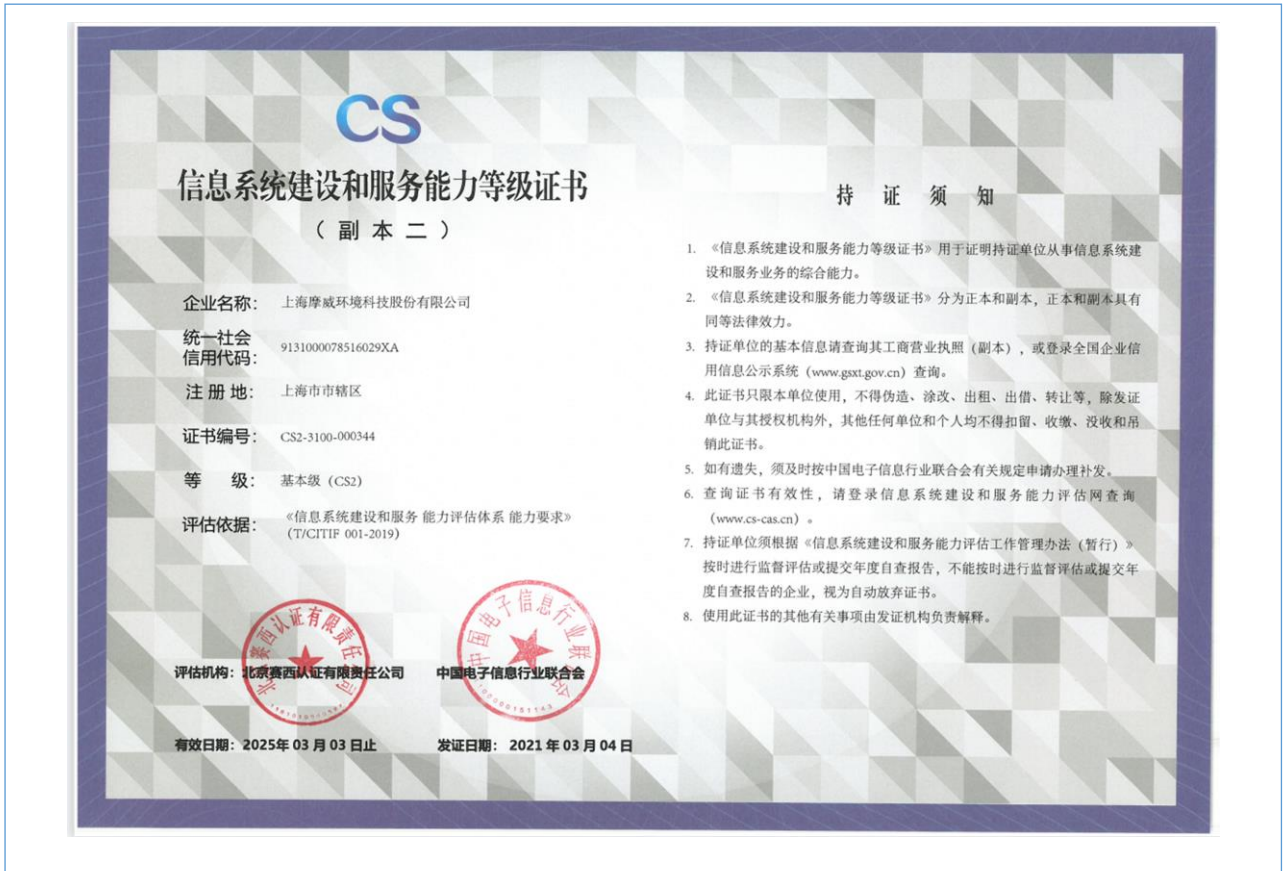 CS
信息系统建设和服务能力等级证书
（副本二）
企业名称： 上海摩威环境科技股份有限公司
统一社会
信用代码： 9131000078516029XA
注 册 地： 上海市市辖区
证书编号： CS2-3100-000344
等 级： 基本级（CS2）
评估依据： 《信息系统建设和服务 能力评估体系 能力要求》
（T/CITIF 001-2019）
评估机构：北京赛西认证有限责任公司 中国电子信息行业联合会
有效日期：2025年 03 月 03 日止 发证日期： 2021 年 03 月 04 日
持 证 须 知
1. 《信息系统建设和服务能力等级证书》用于证明持证单位从事信息系统建
设和服务业务的综合能力。
2. 《信息系统建设和服务能力等级证书》分为正本和副本，正本和副本具有
同等法律效力。
3. 持证单位的基本信息请查询其工商营业执照（副本），或登录全国企业信
用信息公示系统（www.gsxt.gov.cn）查询。
4. 此证书只限本单位使用，不得伪造、涂改、出租、出借、转让等，除发证
单位与其授权机构外，其他任何单位和个人均不得扣留、收缴、没收和吊
销此证书。
5. 如有遗失，须及时按中国电子信息行业联合会有关规定申请办理补发。
6. 查询证书有效性，请登录信息系统建设和服务能力评估网查询
（www.cs-cas.cn）。
7. 持证单位须根据《信息系统建设和服务能力评估工作管理办法（暂行）》
按时进行监督评估或提交年度自查报告，不能按时进行监督评估或提交年
度自查报告的企业，视为自动放弃证书。
8. 使用此证书的其他有关事项由发证机构负责解释。